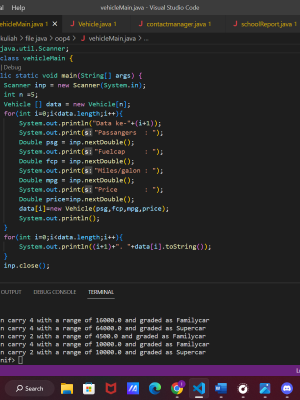 al Help vehicleMain.java - Visual Studio Code
vehicleMain.java 1 Vehicle.java 1 contactmanager.java 1 schoolReport.java 1
kuliah > file java > oop4 > J vehicleMain.java > ...
java.util.Scanner;
class vehicleMain {
| Debug
lic static void main(String[] args) {
Scanner inp = new Scanner(System.in);
int n =5;
Vehicle [] data = new Vehicle[n];
for(int i=0;i<data.length;i++){
System.out.println("Data ke-"+(i+1));
System.out.print(s:"Passangers : ");
Double psg = inp.nextDouble();
System.out.print(s:"Fuelcap : ");
Double fcp = inp.nextDouble();
System.out.print(s:"Miles/galon : ");
Double mpg = inp.nextDouble();
System.out.print(s:"Price : ");
Double price=inp.nextDouble();
data[i]=new Vehicle(psg,fcp,mpg,price);
System.out.println();
}
for(int i=0;i<data.length;i++){
System.out.println((i+1)+". "+data[i].toString());
}
inp.close();
OUTPUT DEBUG CONSOLE TERMINAL
n carry 4 with a range of 16000.0 and graded as Familycar
n carry 4 with a range of 64000.0 and graded as Supercar
n carry 2 with a range of 4500.0 and graded as Familycar
n carry 4 with a range of 10000.0 and graded as Familycar
n carry 2 with a range of 10000.0 and graded as Supercar
nif>
Search